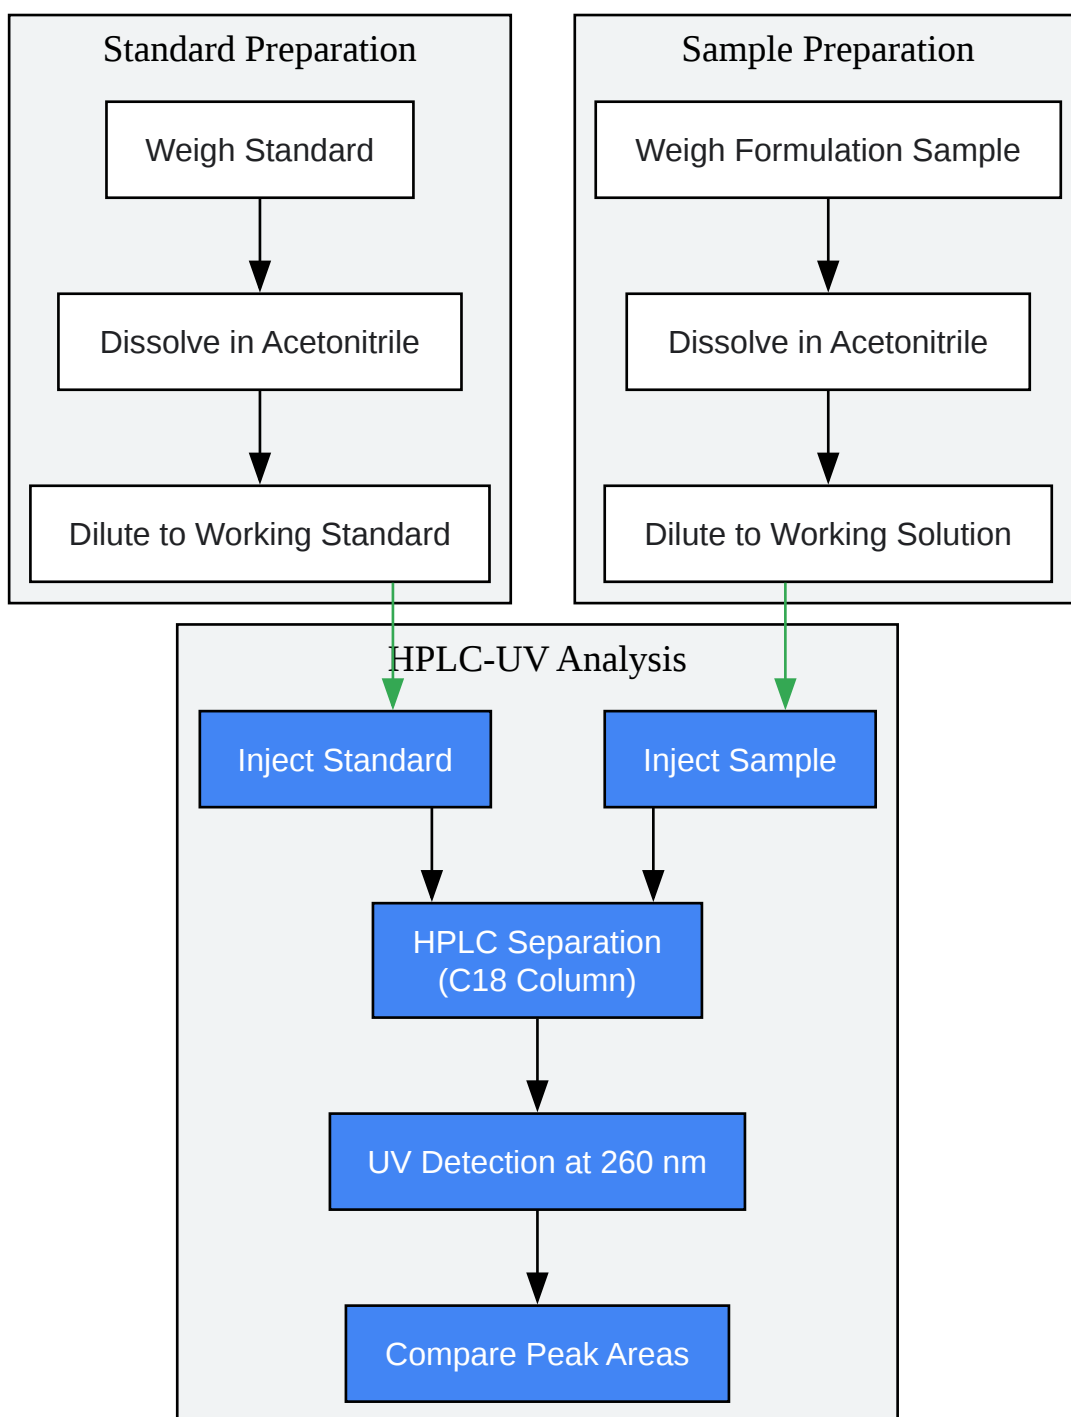 Standard Preparation
Weigh Standard
Dissolve in Acetonitrile
Dilute to Working Standard
Sample Preparation
Weigh Formulation Sample
Dissolve in Acetonitrile
Dilute to Working Solution
HPLC-UV Analysis
Inject Standard
Inject Sample
HPLC Separation
(C18 Column)
UV Detection at 260 nm
Compare Peak Areas